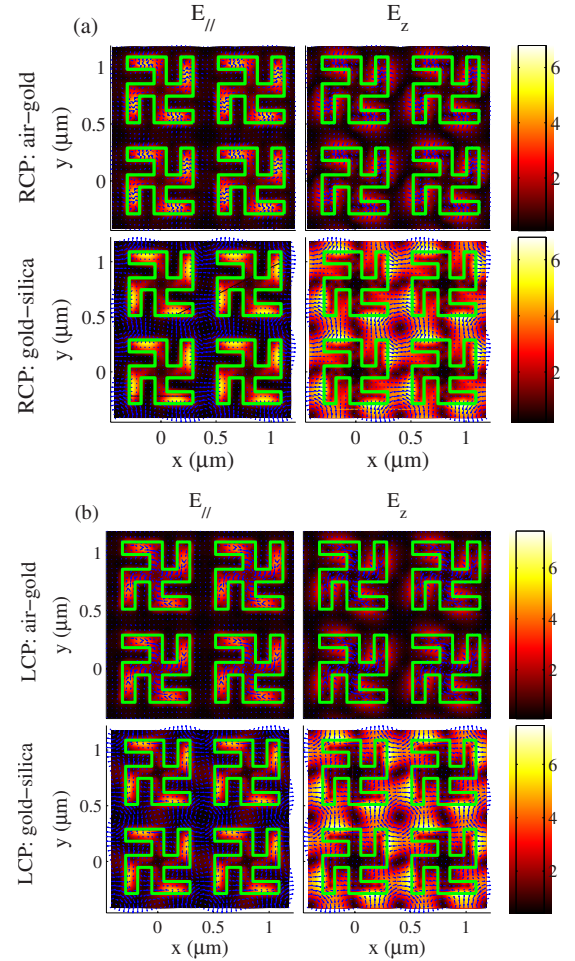 (a)
E// Ez
RCP: air-gold
y (μm)
1
0.5
0
6
4
2
RCP: gold-silica
y (μm)
1
0.5
0
6
4
2
0 0.5 1 0 0.5 1
x (μm) x (μm)
(b)
E// Ez
LCP: air-gold
y (μm)
1
0.5
0
6
4
2
LCP: gold-silica
y (μm)
1
0.5
0
6
4
2
0 0.5 1 0 0.5 1
x (μm) x (μm)